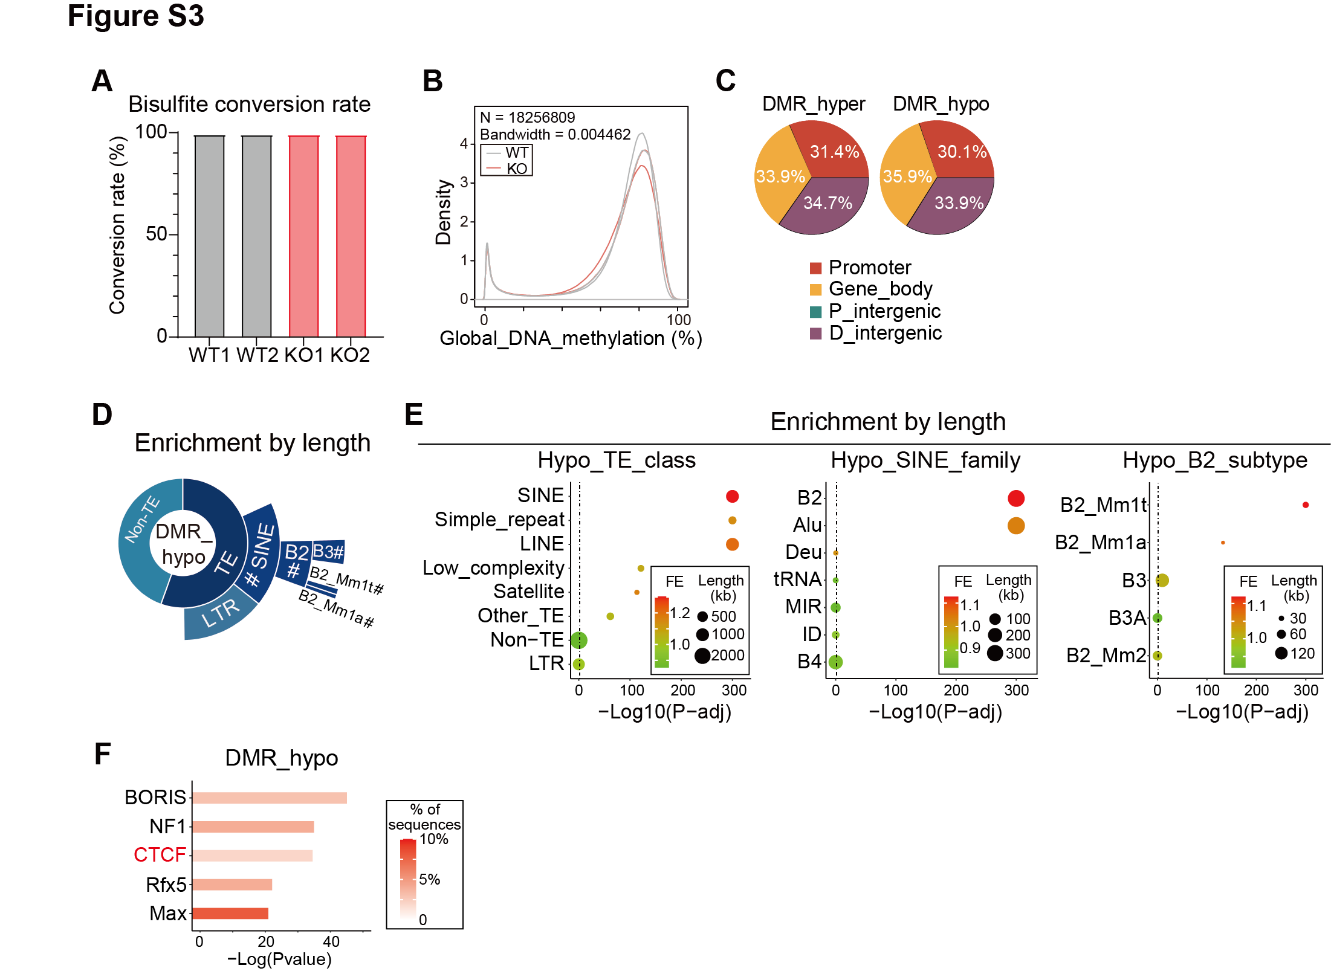 Figure S3
A
Bisulfite conversion rate
Conversion rate (%)
100
50
0
WT1 WT2 KO1 KO2
B
N = 18256809
Bandwidth = 0.004462
WT
KO
Density
4
3
2
1
0
0 100
Global_DNA_methylation (%)
C
DMR_hyper DMR_hypo
31.4%
33.9%
34.7%
30.1%
35.9%
33.9%
Promoter
Gene_body
P_intergenic
D_intergenic
D
Enrichment by length
DMR_
hypo
Non-TE
TE
# SINE
LTR
B2
#
B3#
B2_Mm1t#
B2_Mm1a#
E
Enrichment by length
Hypo_TE_class
SINE
Simple_repeat
LINE
Low_complexity
Satellite
Other_TE
Non−TE
LTR
FE
1.2
1.0
Length
(kb)
500
1000
2000
0 100 200 300
−Log10(P−adj)
Hypo_SINE_family
B2
Alu
Deu
tRNA
MIR
ID
B4
FE
1.1
1.0
0.9
Length
(kb)
100
200
300
0 100 200 300
−Log10(P−adj)
Hypo_B2_subtype
B2_Mm1t
B2_Mm1a
B3
B3A
B2_Mm2
FE
1.1
1.0
Length
(kb)
30
60
120
0 100 200 300
−Log10(P−adj)
F
DMR_hypo
BORIS
NF1
CTCF
Rfx5
Max
0 20 40
−Log(Pvalue)
% of
sequences
10%
5%
0